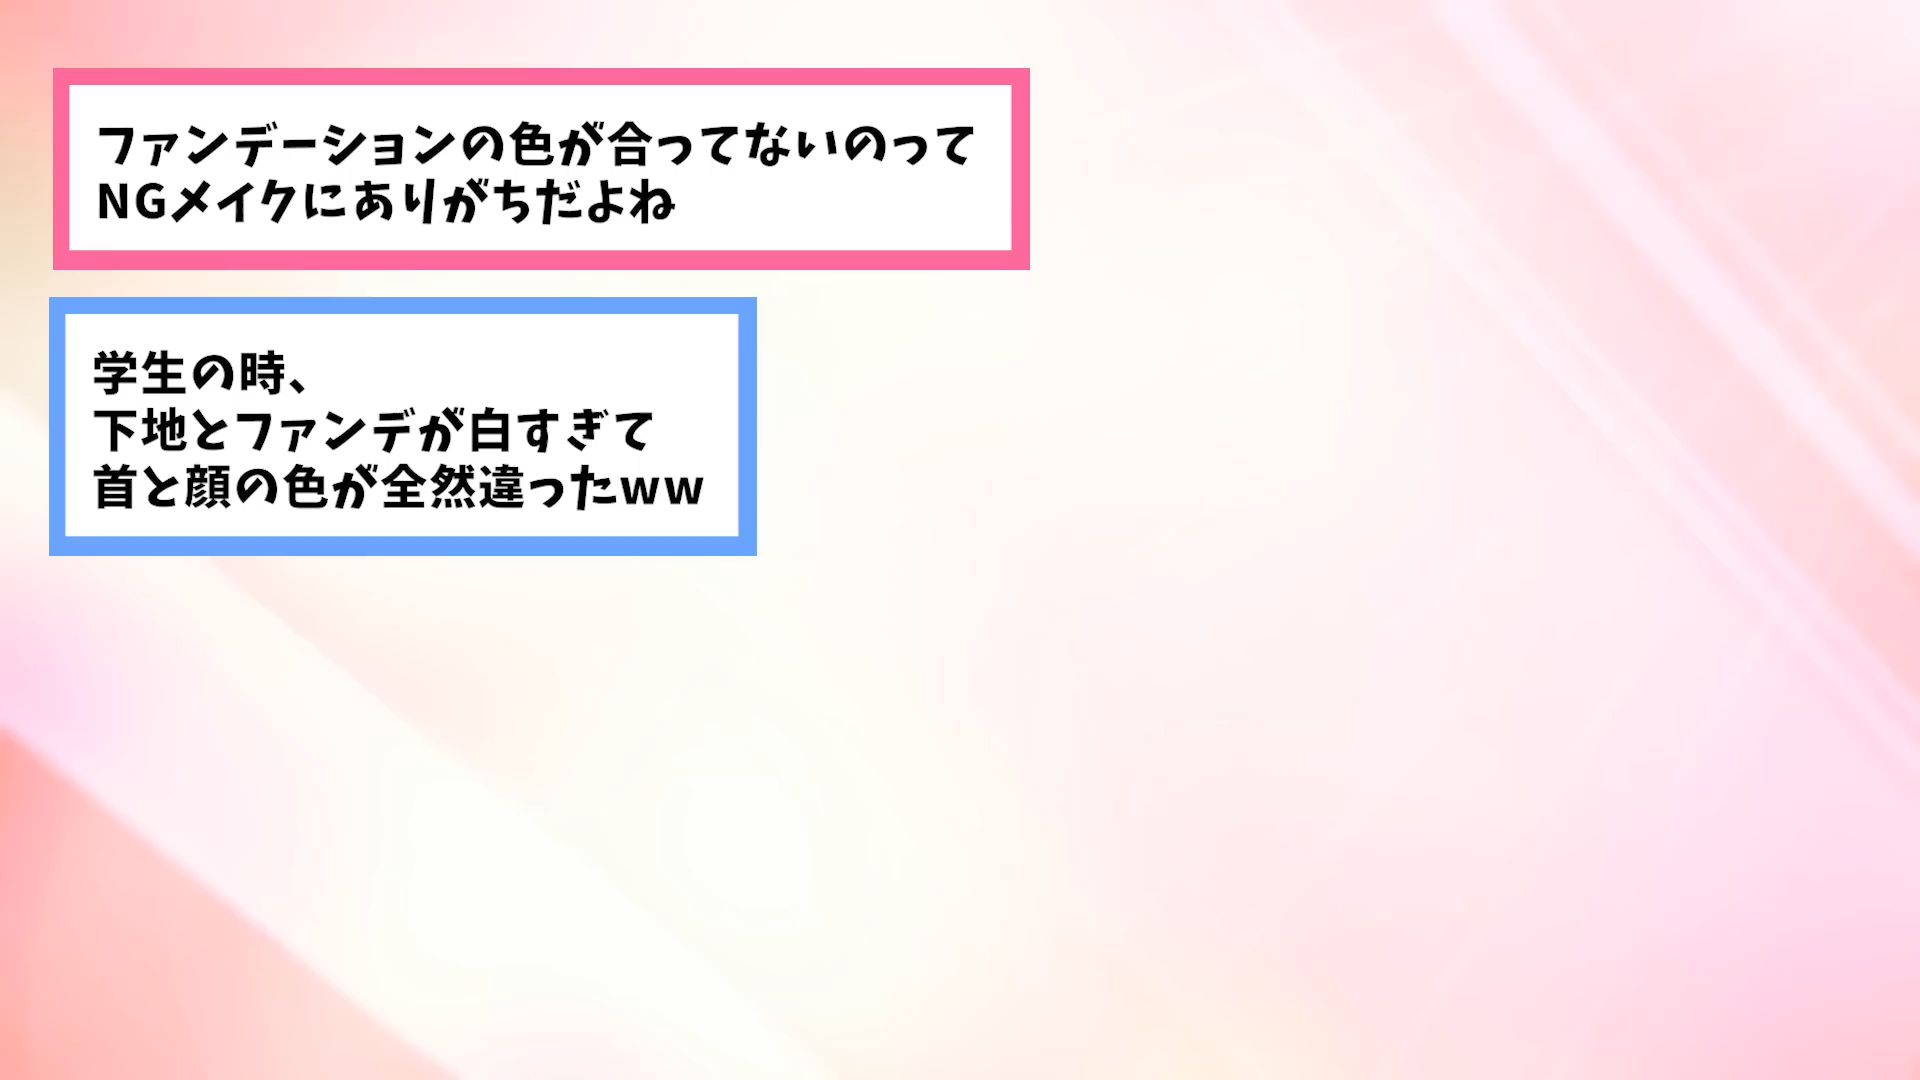 ファンデーションの色が合ってないのって
NGメイクにありがちだよね
学生の時、
下地とファンデが白すぎて
首と顔の色が全然違ったww